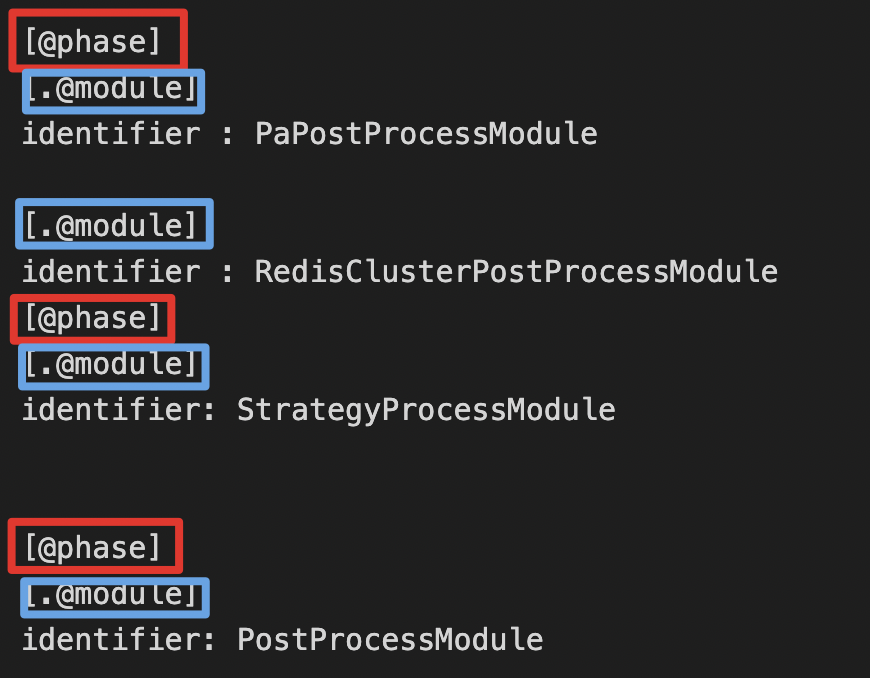 [@phase]
[.@module]
identifier : PaPostProcessModule
[.@module]
identifier : RedisClusterPostProcessModule
[@phase]
[.@module]
identifier: StrategyProcessModule
[@phase]
[.@module]
identifier: PostProcessModule